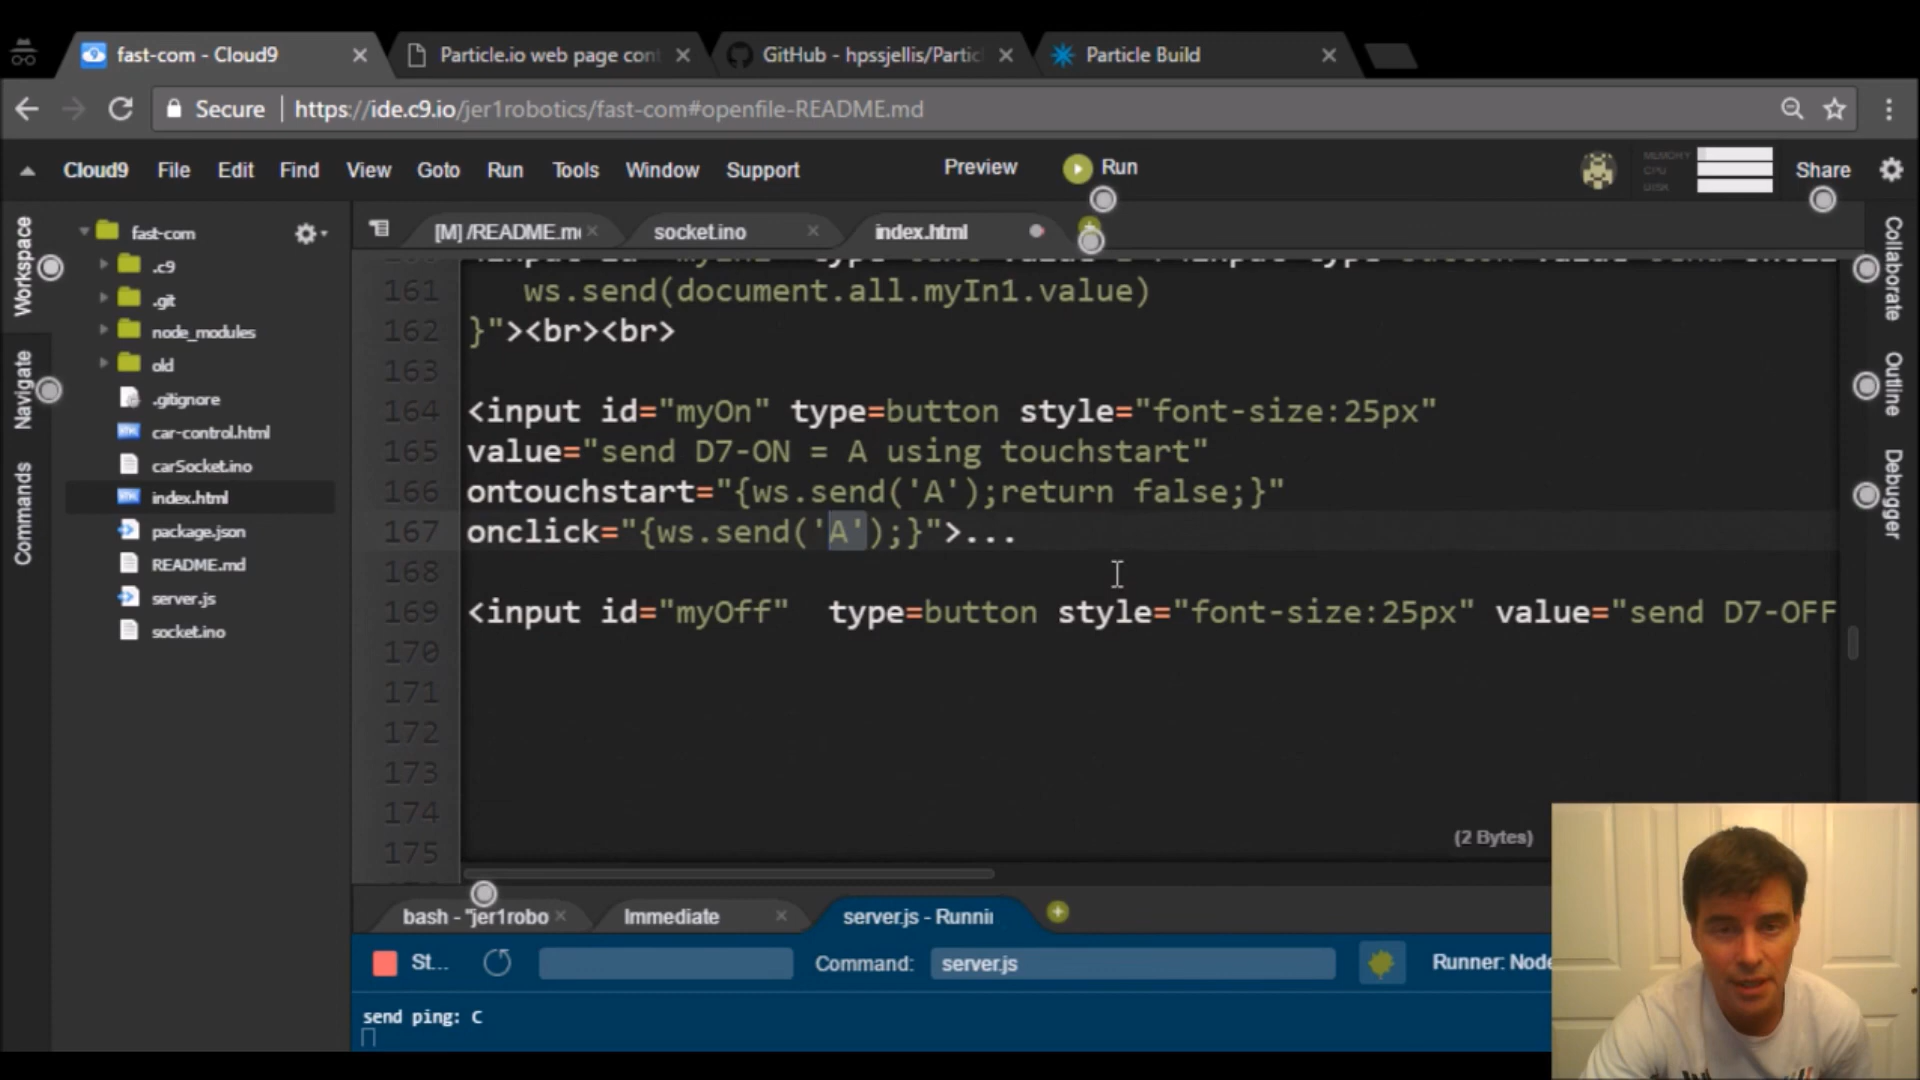 fast-com - Cloud9
Particle.io web page cont
GitHub - hpssjellis/Partic
Particle Build
Secure
https://ide.c9.io/jer1robotics/fast-com#openfile-README.md
Cloud9 File Edit Find View Goto Run Tools Window Support
Preview
Run
MEMORY
CPU
DISK
Share
Workspace
Navigate
Commands
fast-com
.c9
.git
node_modules
old
.gitignore
car-control.html
carSocket.ino
index.html
package.json
README.md
server.js
socket.ino
[M] /README.m
socket.ino
index.html
161 ws.send(document.all.myIn1.value)
162 }"><br><br>
163
164 <input id="myOn" type=button style="font-size:25px"
165 value="send D7-ON = A using touchstart"
166 ontouchstart="{ws.send('A');return false;}"
167 onclick="{ws.send('A');}">...
168
169 <input id="myOff" type=button style="font-size:25px" value="send D7-OFF
170
171
172
173
174
175
(2 Bytes)
Collaborate
Outline
Debugger
bash - "jer1robo
Immediate
server.js - Runnin
St...
Command:
server.js
Runner: Node
send ping: C